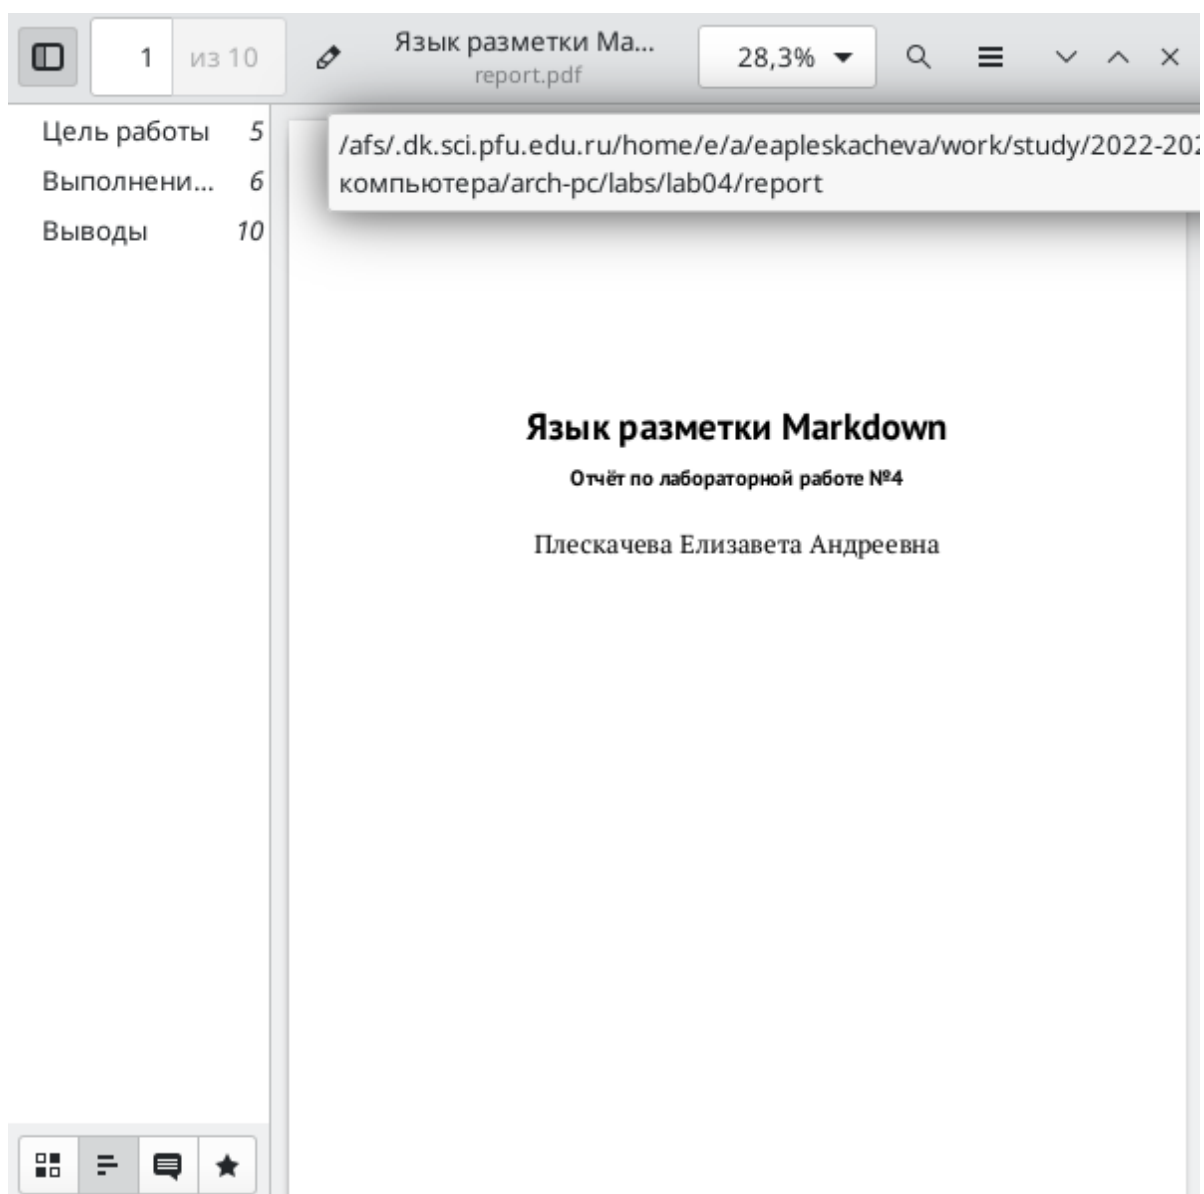 1 из 10
Язык разметки Ма...
report.pdf
28,3%
Цель работы 5
Выполнени... 6
Выводы 10
/afs/.dk.sci.pfu.edu.ru/home/e/a/eapleskacheva/work/study/2022-202
компьютера/arch-pc/labs/lab04/report
Язык разметки Markdown
Отчёт по лабораторной работе №4
Плескачева Елизавета Андреевна